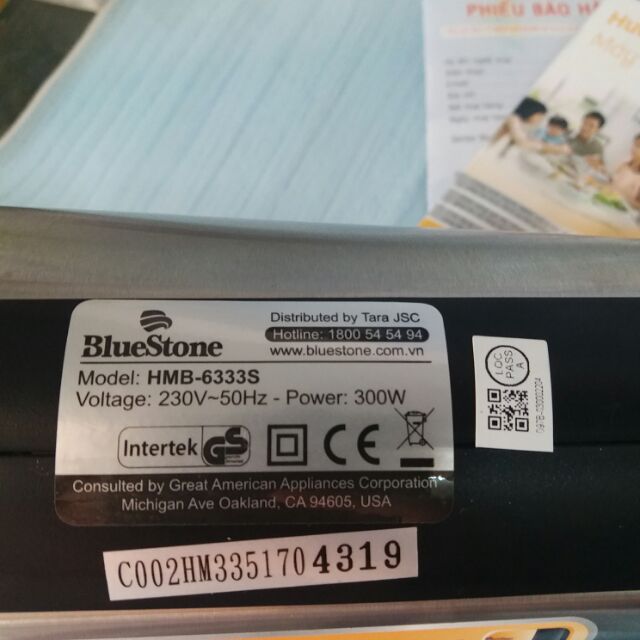 PHIẾU BẢO HÀ
BlueStone
Distributed by Tara JSC
Hotline: 1800 54 54 94
www.bluestone.com.vn
Model: HMB-6333S
Voltage: 230V~50Hz - Power: 300W
Intertek GS
CE
Consulted by Great American Appliances Corporation
Michigan Ave Oakland, CA 94605, USA
LOC
PASS
A
C002HM335170 4319